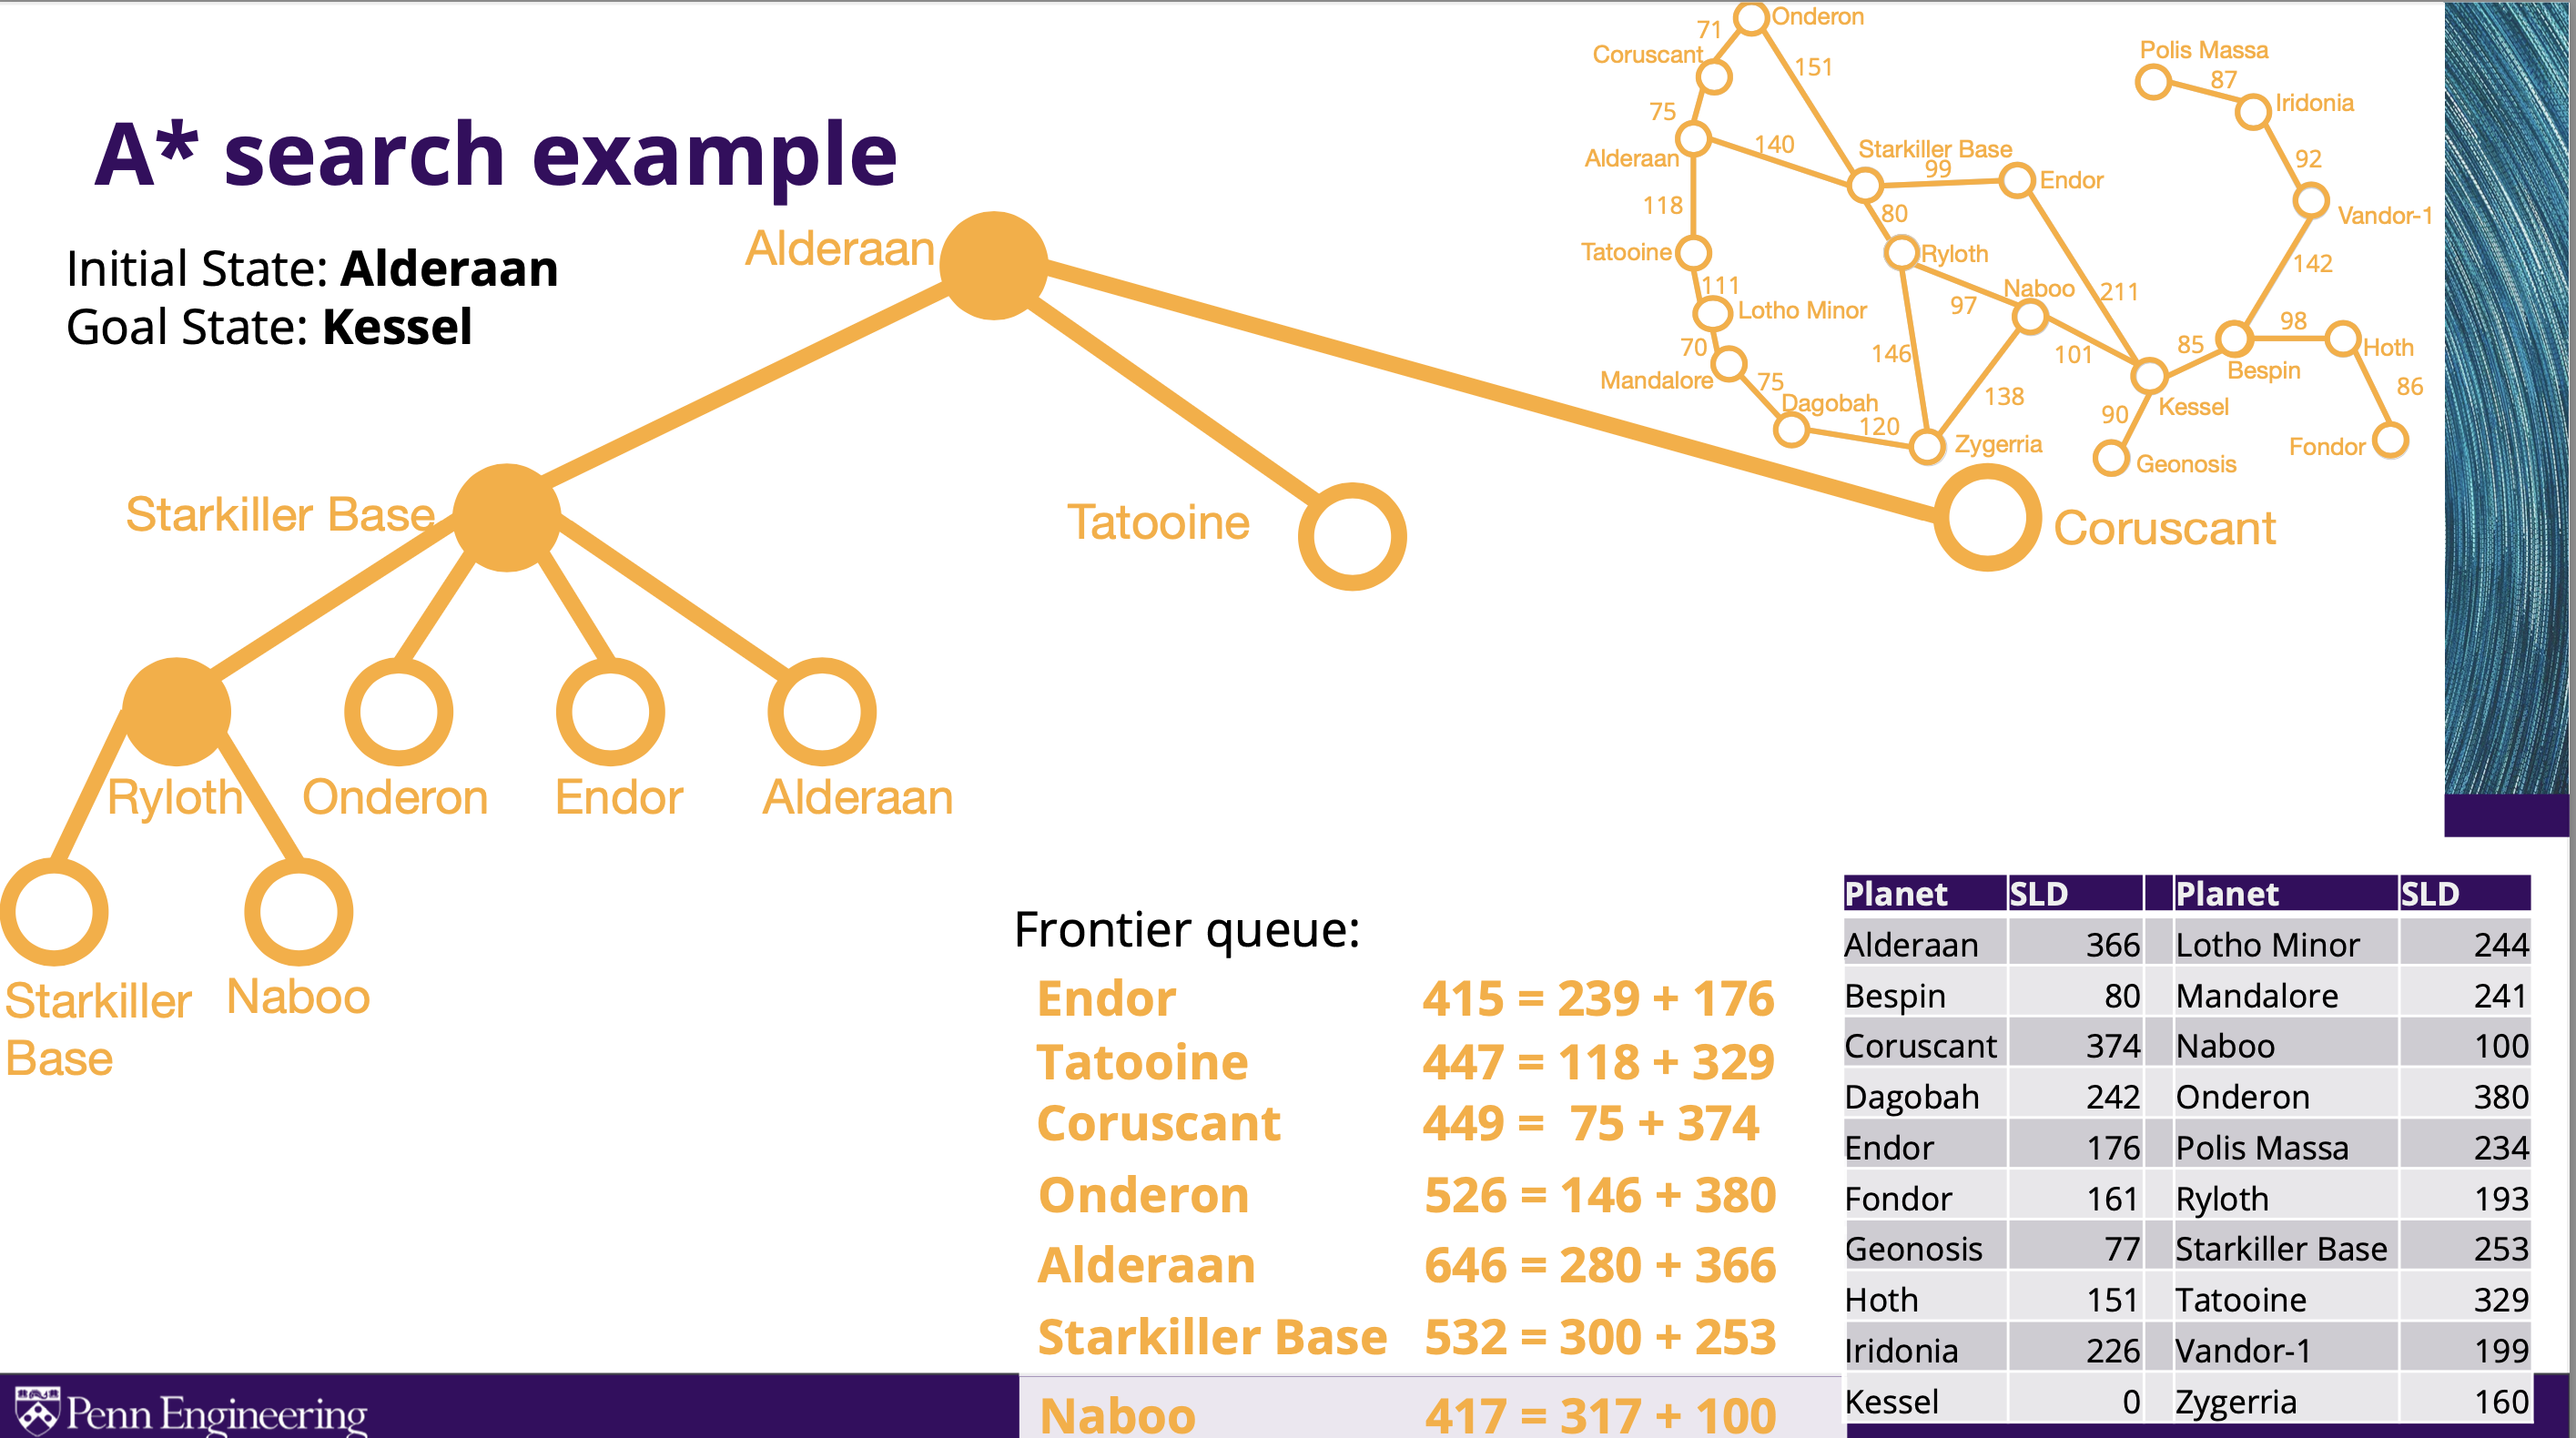 A* search example
Initial State: Alderaan
Goal State: Kessel
Alderaan
Starkiller Base
Tatooine
Coruscant
Ryloth
Onderon
Endor
Alderaan
Starkiller
Base
Naboo
Onderon
71
Coruscant
151
75
Alderaan
140
Starkiller Base
99
Endor
118
80
Tatooine
Ryloth
111
Lotho Minor
97
Naboo
211
70
146
101
Mandalore
75
Dagobah
138
120
Zygerria
Polis Massa
87
Iridonia
92
Vandor-1
142
98
85
Hoth
Bespin
86
90
Kessel
Geonosis
Fondor
Frontier queue:
Endor 415 = 239 + 176
Tatooine 447 = 118 + 329
Coruscant 449 = 75 + 374
Onderon 526 = 146 + 380
Alderaan 646 = 280 + 366
Starkiller Base 532 = 300 + 253
Naboo 417 = 317 + 100
Planet SLD Planet SLD
Alderaan 366 Lotho Minor 244
Bespin 80 Mandalore 241
Coruscant 374 Naboo 100
Dagobah 242 Onderon 380
Endor 176 Polis Massa 234
Fondor 161 Ryloth 193
Geonosis 77 Starkiller Base 253
Hoth 151 Tatooine 329
Iridonia 226 Vandor-1 199
Kessel 0 Zygerria 160
Penn Engineering